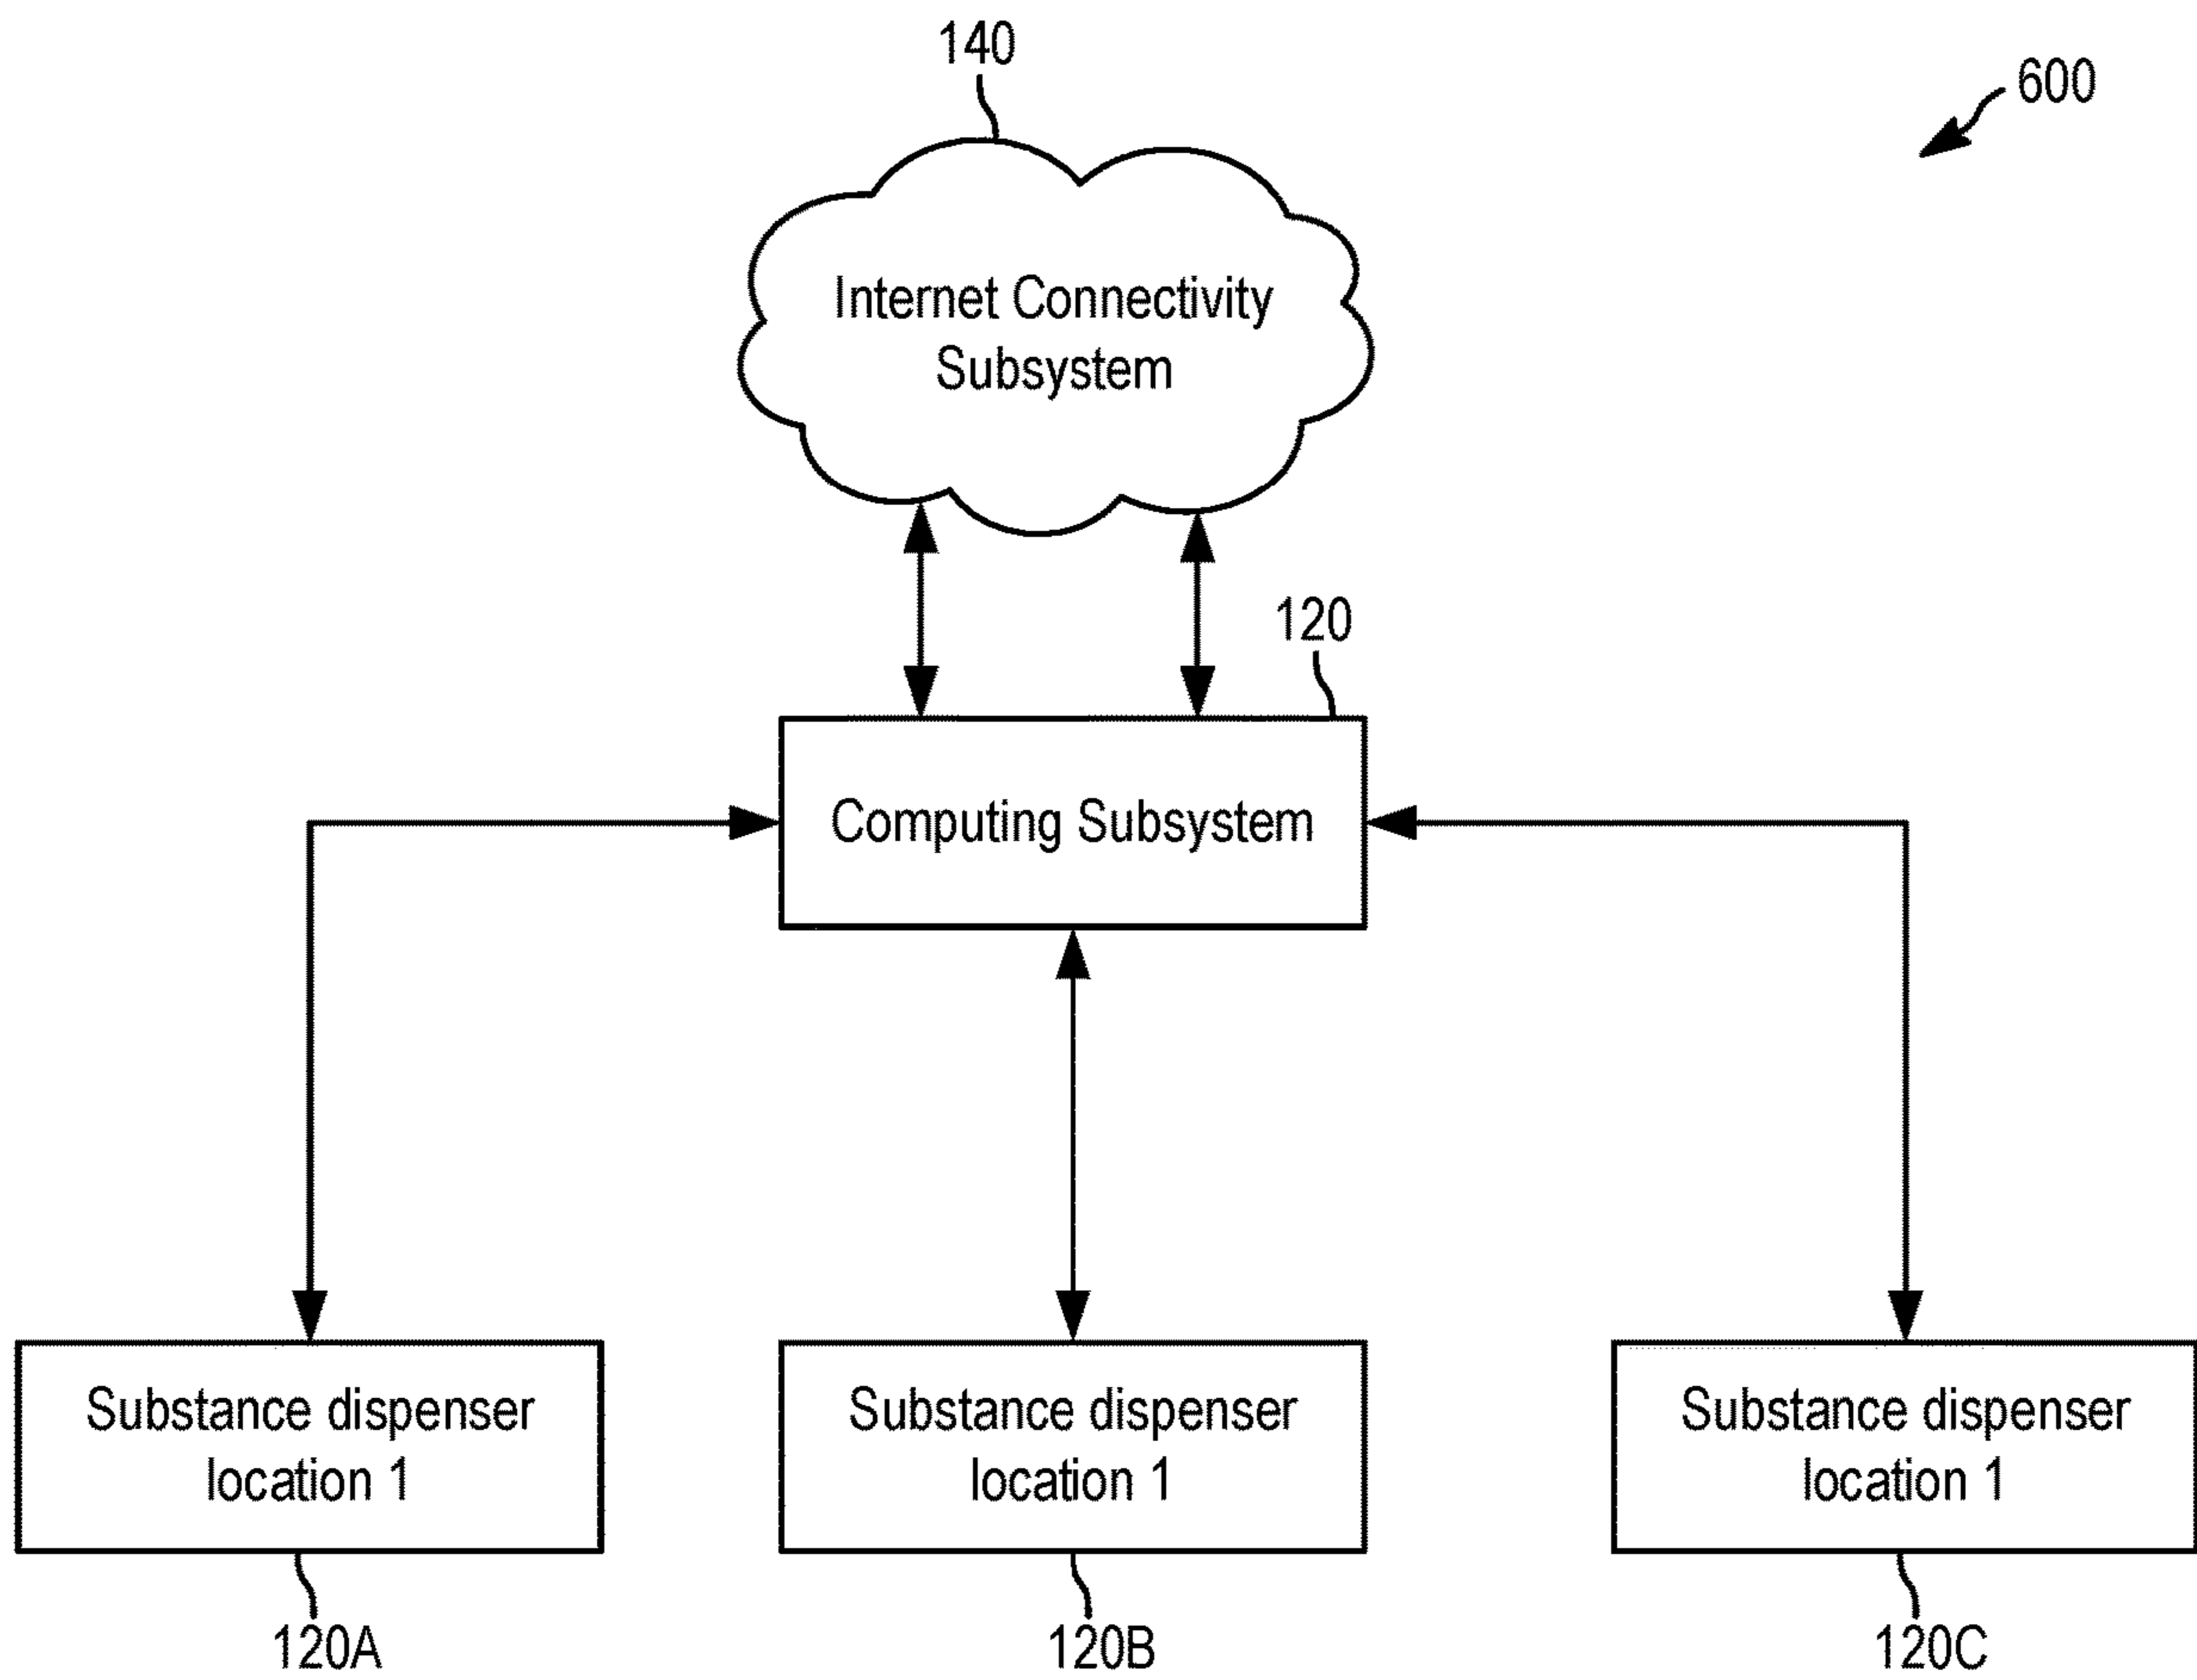 140
600
Internet Connectivity
Subsystem
120
Computing Subsystem
Substance dispenser
location 1
Substance dispenser
location 1
Substance dispenser
location 1
120A
120B
120C